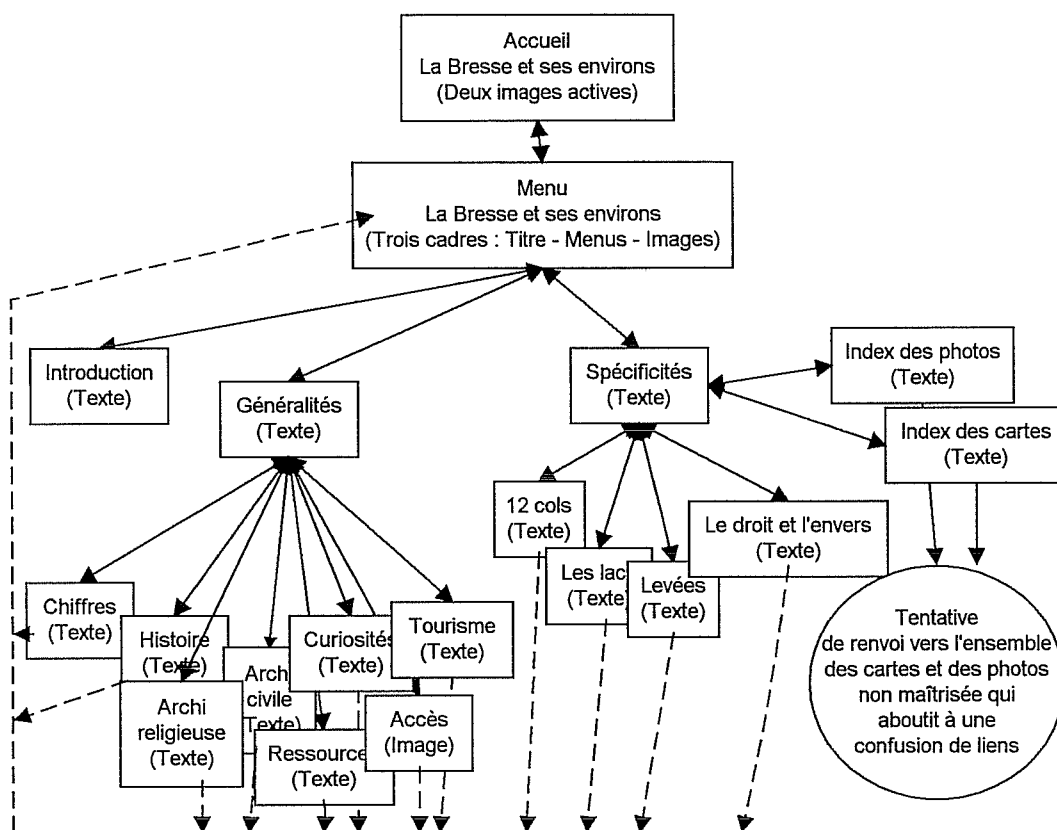 Accueil
La Bresse et ses environs
(Deux images actives)
Menu
La Bresse et ses environs
(Trois cadres : Titre - Menus - Images)
Introduction
(Texte)
Généralités
(Texte)
Spécificités
(Texte)
Index des photos
(Texte)
Index des cartes
(Texte)
12 cols
(Texte)
Les lac
(Texte)
Levées
(Texte)
Le droit et l'envers
(Texte)
Chiffres
(Texte)
Histoire
(Texte)
Archi
religieuse
(Texte)
Arch
civile
(Texte)
Ressource
(Texte)
Curiosités
(Texte)
Accès
(Image)
Tourisme
(Texte)
Tentative
de renvoi vers l'ensemble
des cartes et des photos
non maîtrisée qui
aboutit à une
confusion de liens